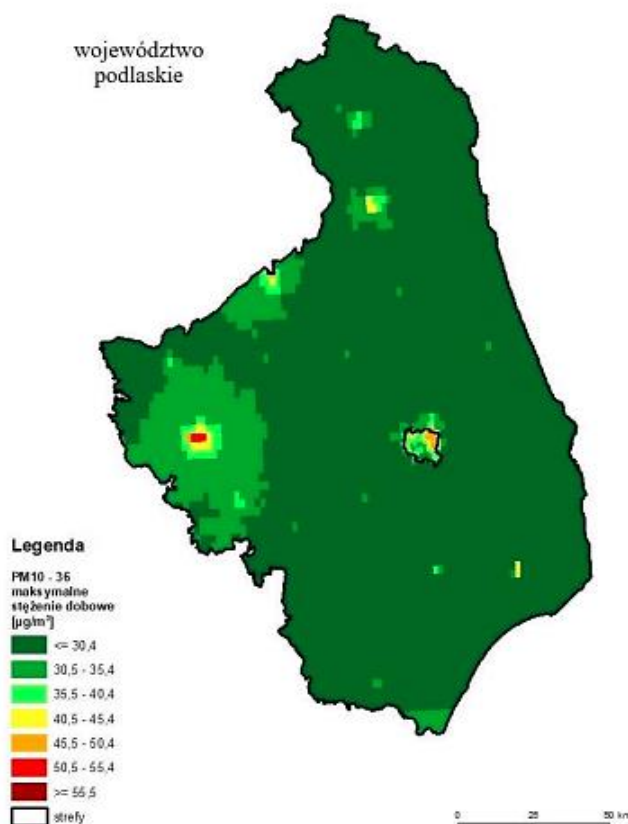 województwo
podlaskie
Legenda
PM10 - 36
maksymalne
stężenie dobowe
[µg/m³]
<= 30,4
30,5 - 35,4
35,5 - 40,4
40,5 - 45,4
45,5 - 50,4
50,5 - 55,4
>= 55,5
strefy
0 25 50 km